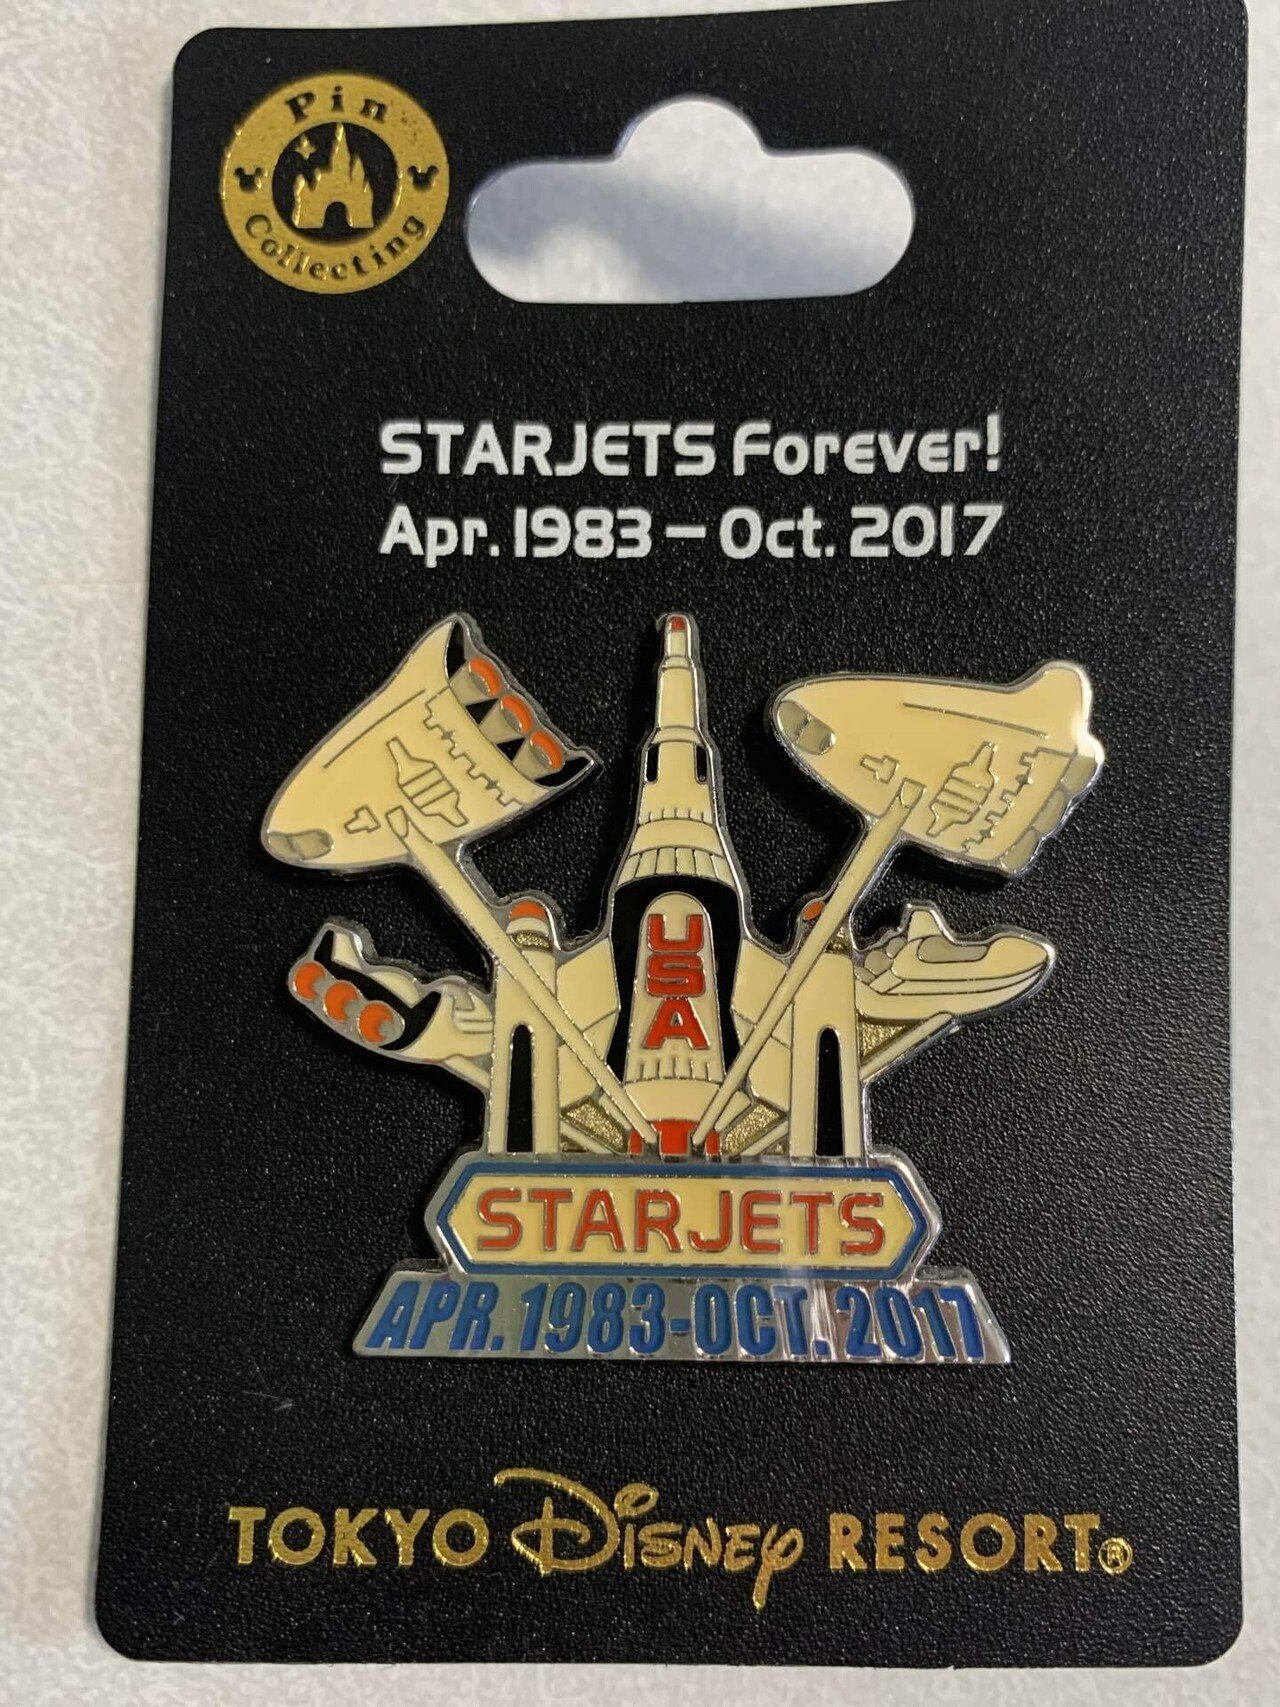 Pin
Collecting
STARJETS Forever!
Apr. 1983 – Oct. 2017
USA
STARJETS
APR. 1983-OCT. 2017
TOKYO Disney RESORT®